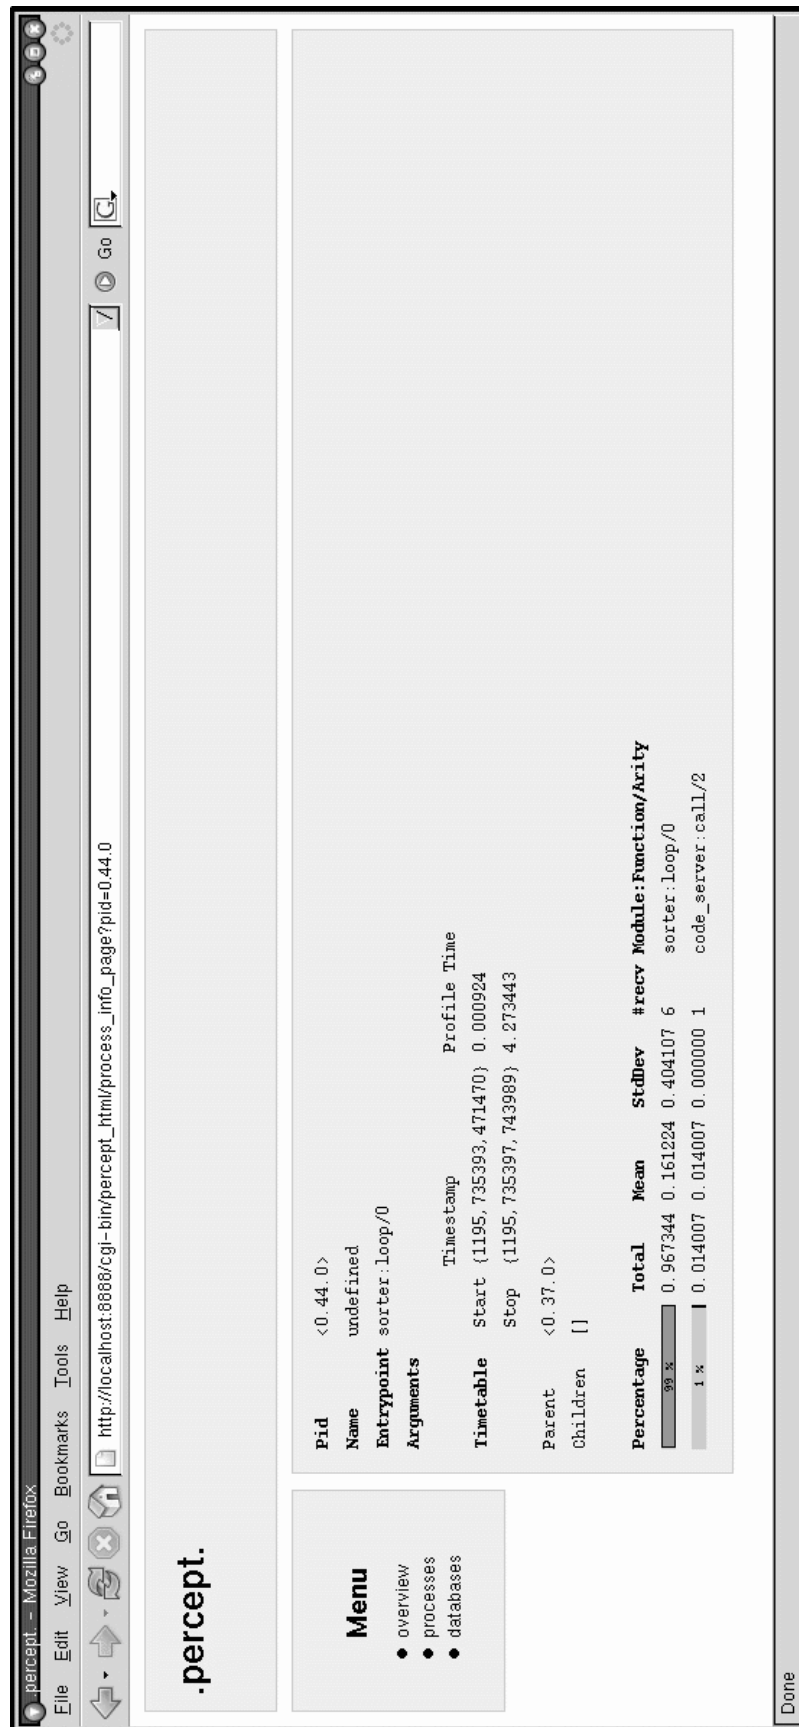 .percept. - Mozilla Firefox
File Edit View Go Bookmarks Tools Help
http://localhost:8888/cgi-bin/percept_html/process_info_page?pid=0.44.0
Go
G
.percept.
Menu
overview
processes
databases
Pid <0.44.0>
Name undefined
Entrypoint sorter:loop/0
Arguments
Timestamp Profile Time
Timetable Start {1195,735393,471470} 0.000924
Stop {1195,735397,743989} 4.273443
Parent <0.37.0>
Children []
Percentage Total Mean StdDev #recv Module:Function/Arity
99 % 0.967344 0.161224 0.404107 6 sorter:loop/0
1 % 0.014007 0.014007 0.000000 1 code_server:call/2
Done